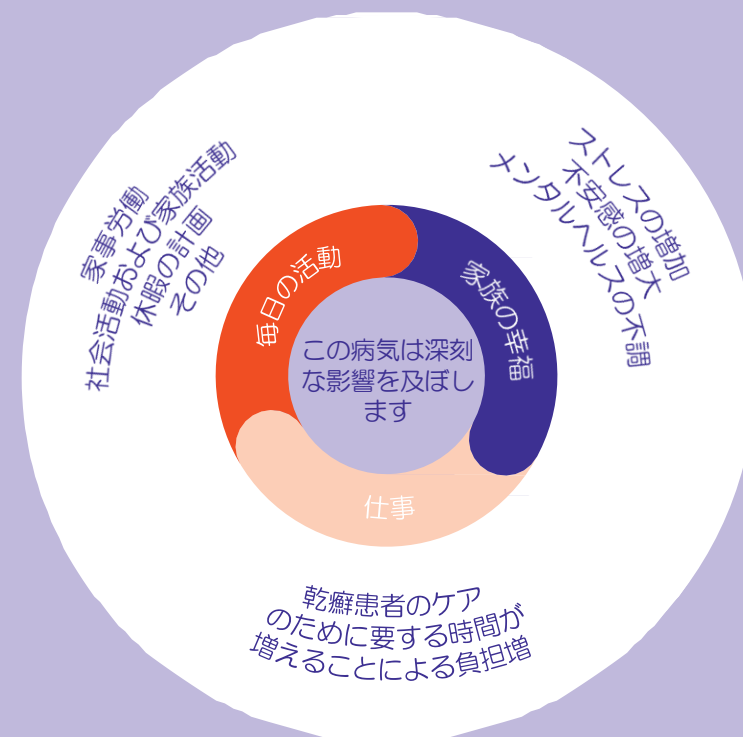 家事労働
社会活動および家族活動
休暇の計画
その他
ストレスの増加
不安感の増大
メンタルヘルスの不調
毎日の活動
家族の幸福
この病気は深刻
な影響を及ぼし
ます
仕事
乾癬患者のケア
のために要する時間が
増えることによる負担増